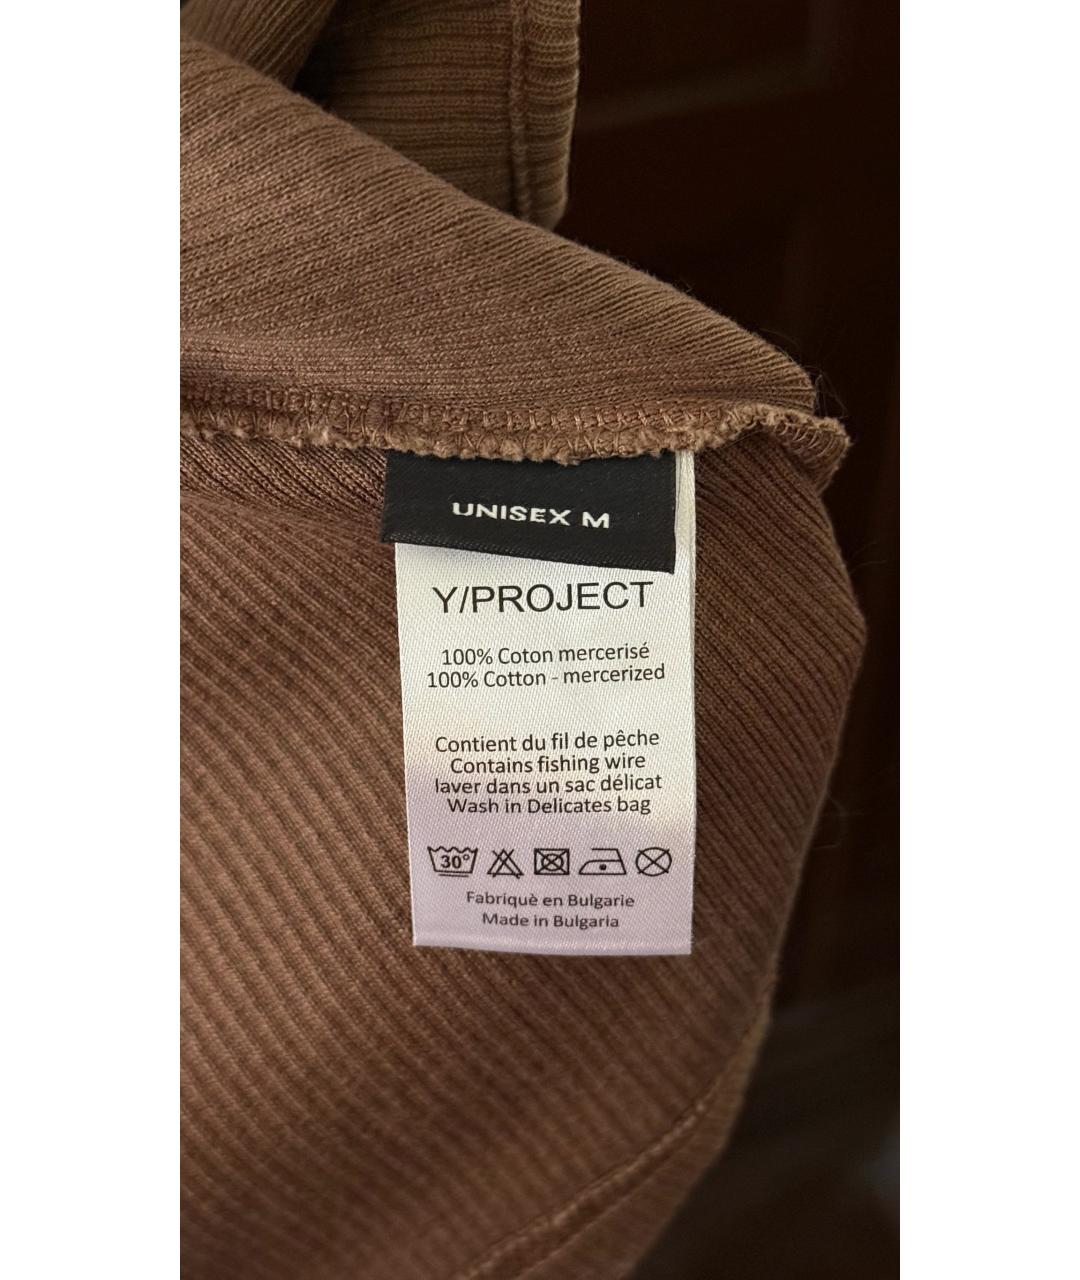 UNISEX M
Y/PROJECT
100% Coton mercerisé
100% Cotton - mercerized
Contient du fil de pêche
Contains fishing wire
laver dans un sac délicat
Wash in Delicates bag
30°
Fabriquè en Bulgarie
Made in Bulgaria